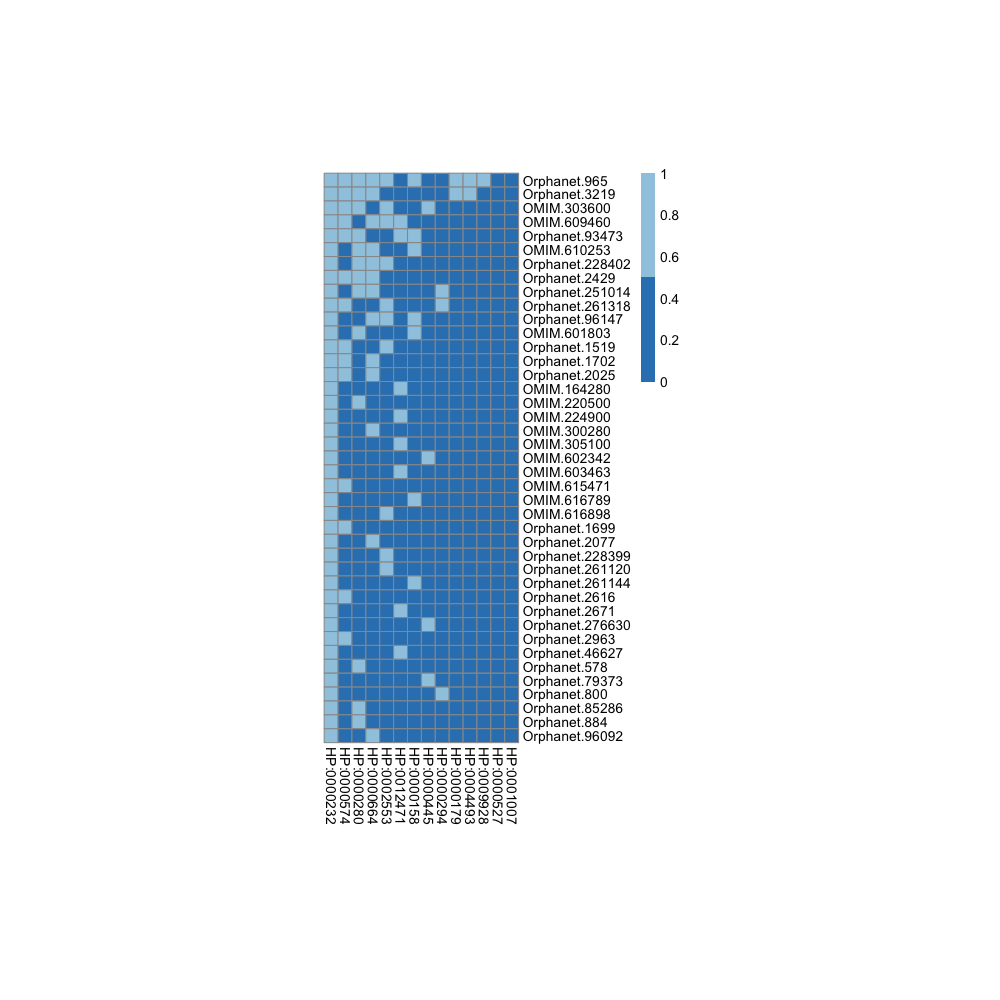 Orphanet.965
Orphanet.3219
OMIM.303600
OMIM.609460
Orphanet.93473
OMIM.610253
Orphanet.228402
Orphanet.2429
Orphanet.251014
Orphanet.261318
Orphanet.96147
OMIM.601803
Orphanet.1519
Orphanet.1702
Orphanet.2025
OMIM.164280
OMIM.220500
OMIM.224900
OMIM.300280
OMIM.305100
OMIM.602342
OMIM.603463
OMIM.615471
OMIM.616789
OMIM.616898
Orphanet.1699
Orphanet.2077
Orphanet.228399
Orphanet.261120
Orphanet.261144
Orphanet.2616
Orphanet.2671
Orphanet.276630
Orphanet.2963
Orphanet.46627
Orphanet.578
Orphanet.79373
Orphanet.800
Orphanet.85286
Orphanet.884
Orphanet.96092
HP:0000232
HP:0000574
HP:0000280
HP:0000664
HP:0002553
HP:0012471
HP:0000158
HP:0000445
HP:0000294
HP:0000179
HP:0004493
HP:0009928
HP:0000527
HP:0001007
1
0.8
0.6
0.4
0.2
0